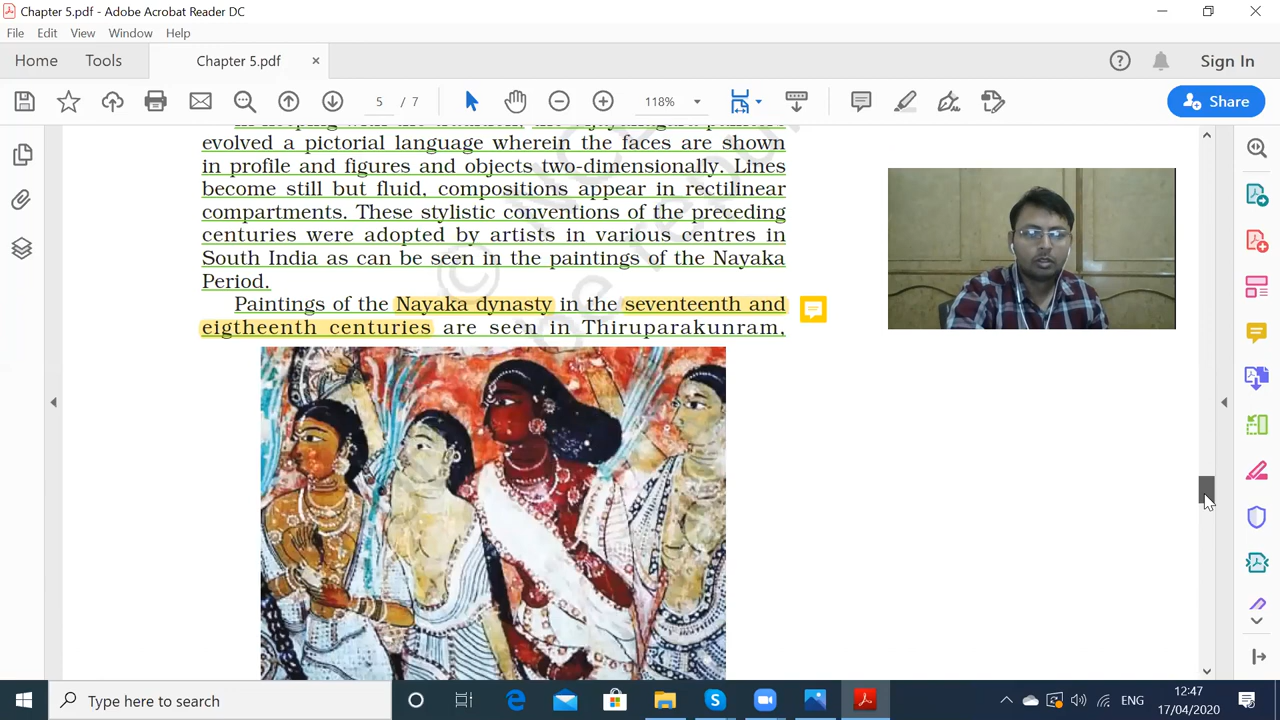 Chapter 5.pdf - Adobe Acrobat Reader DC
File Edit View Window Help
Home Tools Chapter 5.pdf × ? Sign In
5 / 7 118% Share
evolved a pictorial language wherein the faces are shown
in profile and figures and objects two-dimensionally. Lines
become still but fluid, compositions appear in rectilinear
compartments. These stylistic conventions of the preceding
centuries were adopted by artists in various centres in
South India as can be seen in the paintings of the Nayaka
Period.
Paintings of the Nayaka dynasty in the seventeenth and
eigtheenth centuries are seen in Thiruparakunram,
Type here to search
ENG
12:47
17/04/2020